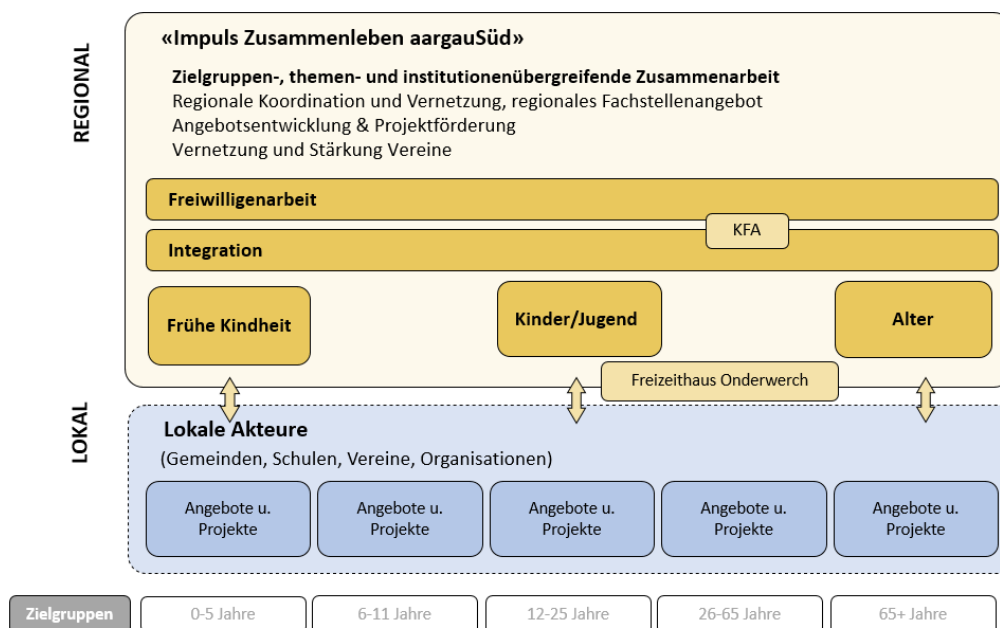 REGIONAL
«Impuls Zusammenleben aargauSüd»
Zielgruppen-, themen- und institutionenübergreifende Zusammenarbeit
Regionale Koordination und Vernetzung, regionales Fachstellenangebot
Angebotsentwicklung & Projektförderung
Vernetzung und Stärkung Vereine
Freiwilligenarbeit
KFA
Integration
Frühe Kindheit
Kinder/Jugend
Alter
Freizeithaus Onderwerch
LOKAL
Lokale Akteure
(Gemeinden, Schulen, Vereine, Organisationen)
Angebote u.
Projekte
Angebote u.
Projekte
Angebote u.
Projekte
Angebote u.
Projekte
Angebote u.
Projekte
Zielgruppen
0-5 Jahre
6-11 Jahre
12-25 Jahre
26-65 Jahre
65+ Jahre